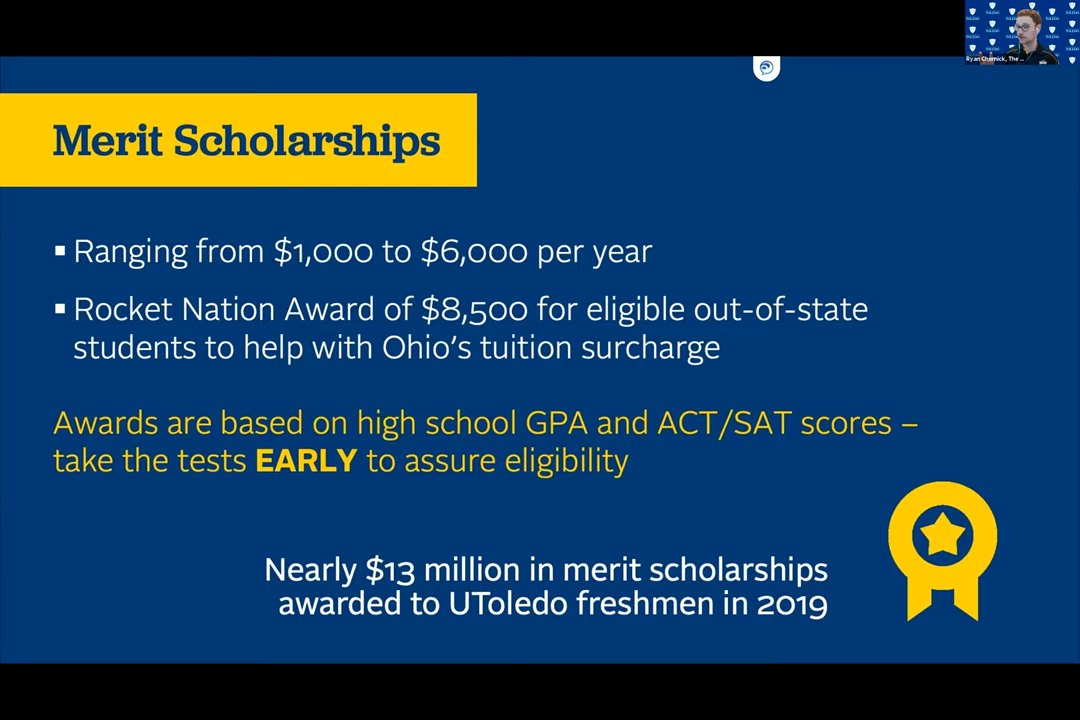 Ryan Chernick, The ...
Merit Scholarships
▪ Ranging from $1,000 to $6,000 per year
▪ Rocket Nation Award of $8,500 for eligible out-of-state
students to help with Ohio's tuition surcharge
Awards are based on high school GPA and ACT/SAT scores –
take the tests EARLY to assure eligibility
Nearly $13 million in merit scholarships
awarded to UToledo freshmen in 2019